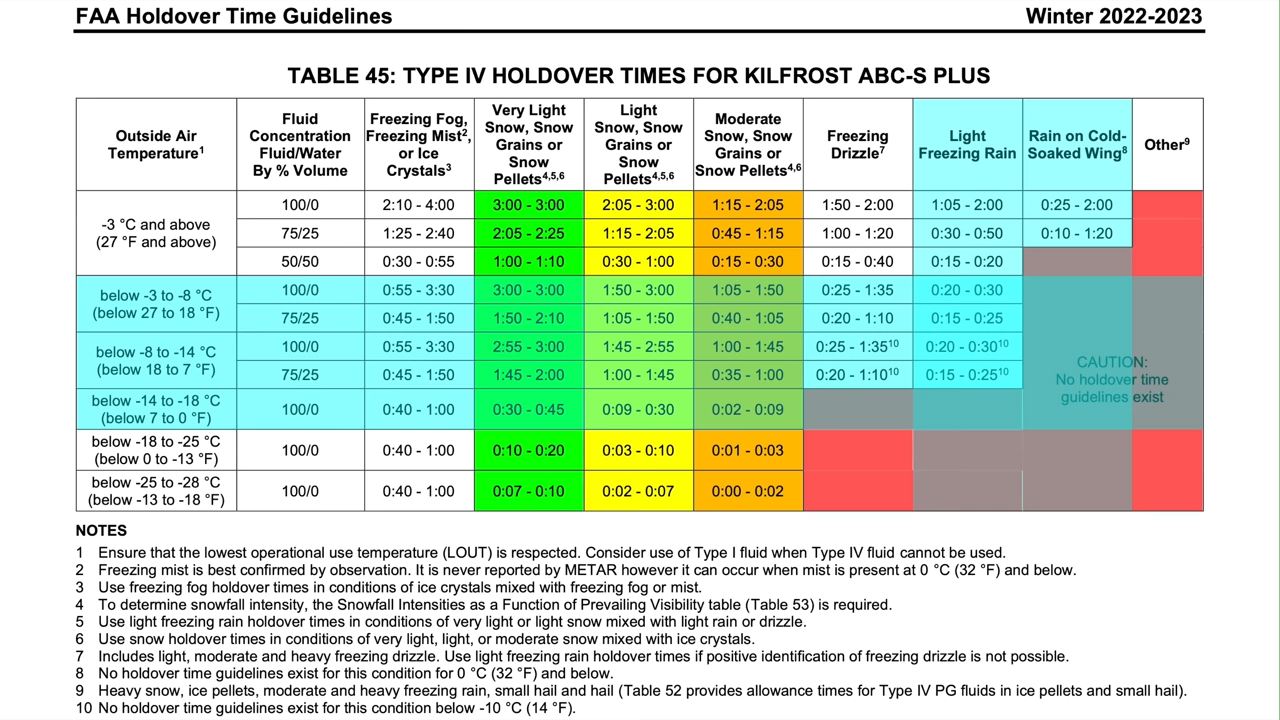 FAA Holdover Time Guidelines Winter 2022-2023
TABLE 45: TYPE IV HOLDOVER TIMES FOR KILFROST ABC-S PLUS
Outside Air Temperature1
Fluid Concentration Fluid/Water By % Volume
Freezing Fog, Freezing Mist2, or Ice Crystals3
Very Light Snow, Snow Grains or Snow Pellets4,5,6
Light Snow, Snow Grains or Snow Pellets4,5,6
Moderate Snow, Snow Grains or Snow Pellets4,6
Freezing Drizzle7
Light Freezing Rain
Rain on Cold-Soaked Wing8
Other9
-3 °C and above
(27 °F and above)
100/0 2:10 - 4:00 3:00 - 3:00 2:05 - 3:00 1:15 - 2:05 1:50 - 2:00 1:05 - 2:00 0:25 - 2:00
75/25 1:25 - 2:40 2:05 - 2:25 1:15 - 2:05 0:45 - 1:15 1:00 - 1:20 0:30 - 0:50 0:10 - 1:20
50/50 0:30 - 0:55 1:00 - 1:10 0:30 - 1:00 0:15 - 0:30 0:15 - 0:40 0:15 - 0:20
below -3 to -8 °C
(below 27 to 18 °F)
100/0 0:55 - 3:30 3:00 - 3:00 1:50 - 3:00 1:05 - 1:50 0:25 - 1:35 0:20 - 0:30
75/25 0:45 - 1:50 1:50 - 2:10 1:05 - 1:50 0:40 - 1:05 0:20 - 1:10 0:15 - 0:25
below -8 to -14 °C
(below 18 to 7 °F)
100/0 0:55 - 3:30 2:55 - 3:00 1:45 - 2:55 1:00 - 1:45 0:25 - 1:3510 0:20 - 0:3010
75/25 0:45 - 1:50 1:45 - 2:00 1:00 - 1:45 0:35 - 1:00 0:20 - 1:1010 0:15 - 0:2510
CAUTION:
No holdover time
guidelines exist
below -14 to -18 °C
(below 7 to 0 °F)
100/0 0:40 - 1:00 0:30 - 0:45 0:09 - 0:30 0:02 - 0:09
below -18 to -25 °C
(below 0 to -13 °F)
100/0 0:40 - 1:00 0:10 - 0:20 0:03 - 0:10 0:01 - 0:03
below -25 to -28 °C
(below -13 to -18 °F)
100/0 0:40 - 1:00 0:07 - 0:10 0:02 - 0:07 0:00 - 0:02
NOTES
1 Ensure that the lowest operational use temperature (LOUT) is respected. Consider use of Type I fluid when Type IV fluid cannot be used.
2 Freezing mist is best confirmed by observation. It is never reported by METAR however it can occur when mist is present at 0 °C (32 °F) and below.
3 Use freezing fog holdover times in conditions of ice crystals mixed with freezing fog or mist.
4 To determine snowfall intensity, the Snowfall Intensities as a Function of Prevailing Visibility table (Table 53) is required.
5 Use light freezing rain holdover times in conditions of very light or light snow mixed with light rain or drizzle.
6 Use snow holdover times in conditions of very light, light, or moderate snow mixed with ice crystals.
7 Includes light, moderate and heavy freezing drizzle. Use light freezing rain holdover times if positive identification of freezing drizzle is not possible.
8 No holdover time guidelines exist for this condition for 0 °C (32 °F) and below.
9 Heavy snow, ice pellets, moderate and heavy freezing rain, small hail and hail (Table 52 provides allowance times for Type IV PG fluids in ice pellets and small hail).
10 No holdover time guidelines exist for this condition below -10 °C (14 °F).